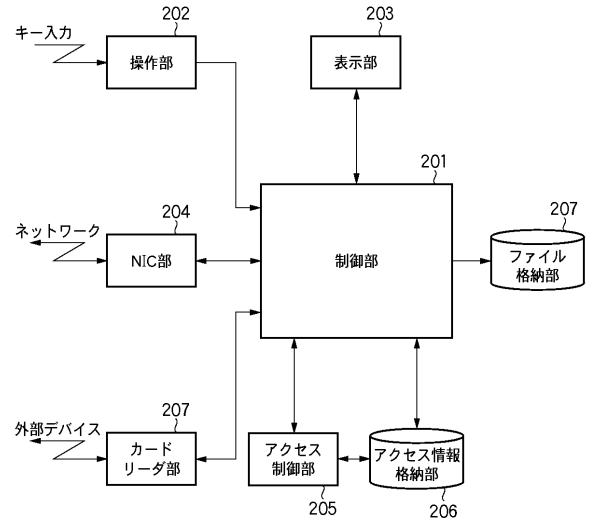 202
キー入力
操作部
203
表示部
201
制御部
204
ネットワーク
NIC部
207
ファイル
格納部
207
外部デバイス
カード
リーダ部
アクセス
制御部
205
アクセス情報
格納部
206